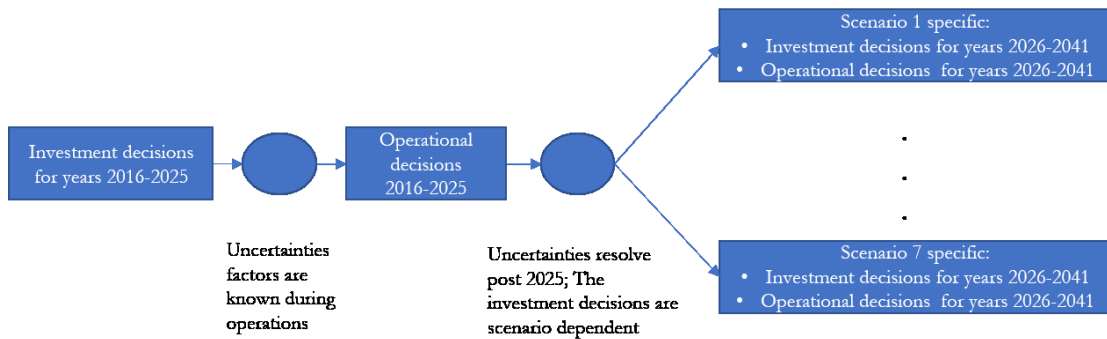 Investment decisions
for years 2016-2025
Uncertainties
factors are
known during
operations
Operational
decisions
2016-2025
Uncertainties resolve
post 2025; The
investment decisions are
scenario dependent
Scenario 1 specific:
• Investment decisions for years 2026-2041
• Operational decisions for years 2026-2041
.
.
.
Scenario 7 specific:
• Investment decisions for years 2026-2041
• Operational decisions for years 2026-2041